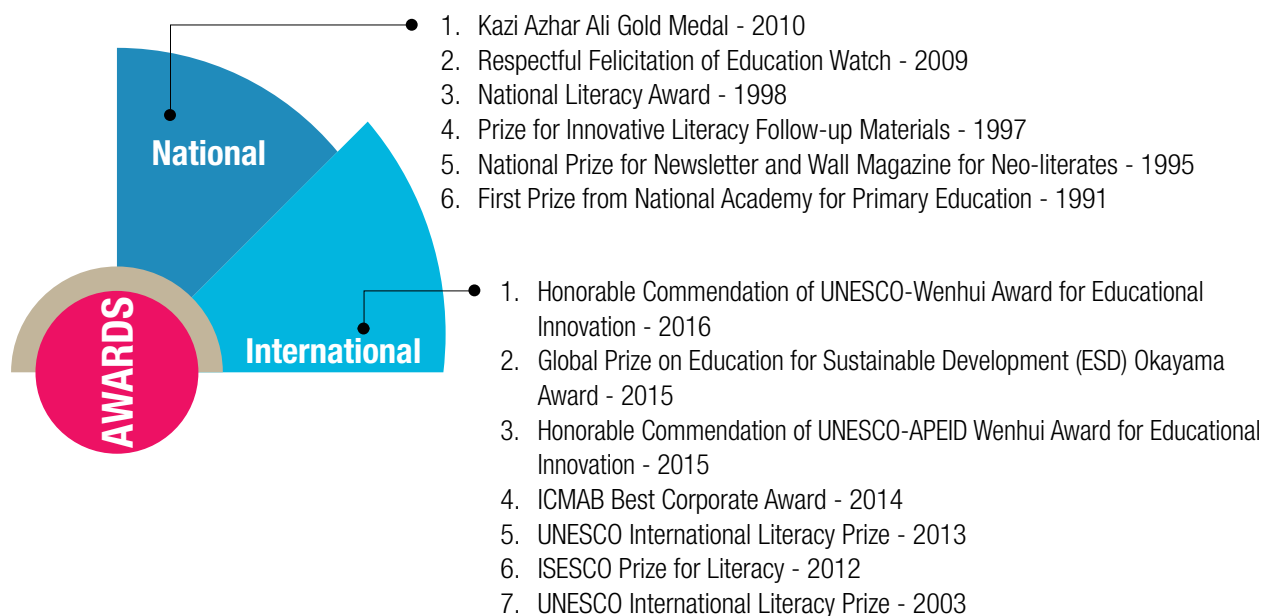 1. Kazi Azhar Ali Gold Medal - 2010
2. Respectful Felicitation of Education Watch - 2009
3. National Literacy Award - 1998
4. Prize for Innovative Literacy Follow-up Materials - 1997
5. National Prize for Newsletter and Wall Magazine for Neo-literates - 1995
6. First Prize from National Academy for Primary Education - 1991
National
1. Honorable Commendation of UNESCO-Wenhui Award for Educational
Innovation - 2016
2. Global Prize on Education for Sustainable Development (ESD) Okayama
Award - 2015
3. Honorable Commendation of UNESCO-APEID Wenhui Award for Educational
Innovation - 2015
4. ICMAB Best Corporate Award - 2014
5. UNESCO International Literacy Prize - 2013
6. ISESCO Prize for Literacy - 2012
7. UNESCO International Literacy Prize - 2003
International
AWARDS